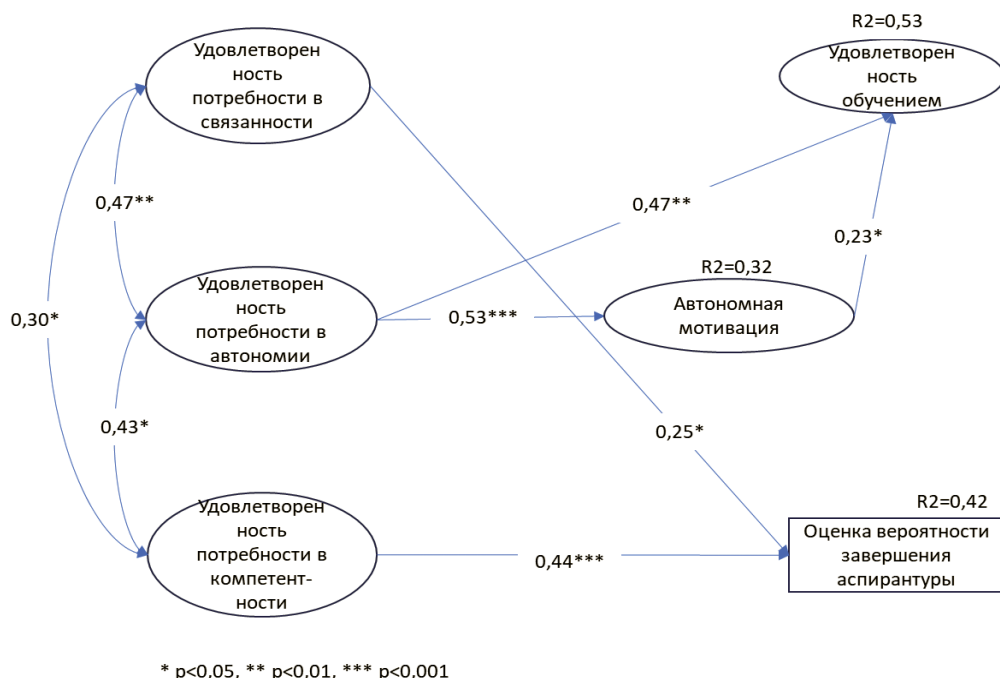 Удовлетворен
ность
потребности в
связанности
R2=0,53
Удовлетворен
ность
обучением
0,47**
0,47**
0,23*
Удовлетворен
ность
потребности в
автономии
0,30*
0,53***
R2=0,32
Автономная
мотивация
0,43*
0,25*
Удовлетворен
ность
потребности в
компетент-
ности
0,44***
R2=0,42
Оценка вероятности
завершения
аспирантуры
* p<0,05, ** p<0,01, *** p<0,001